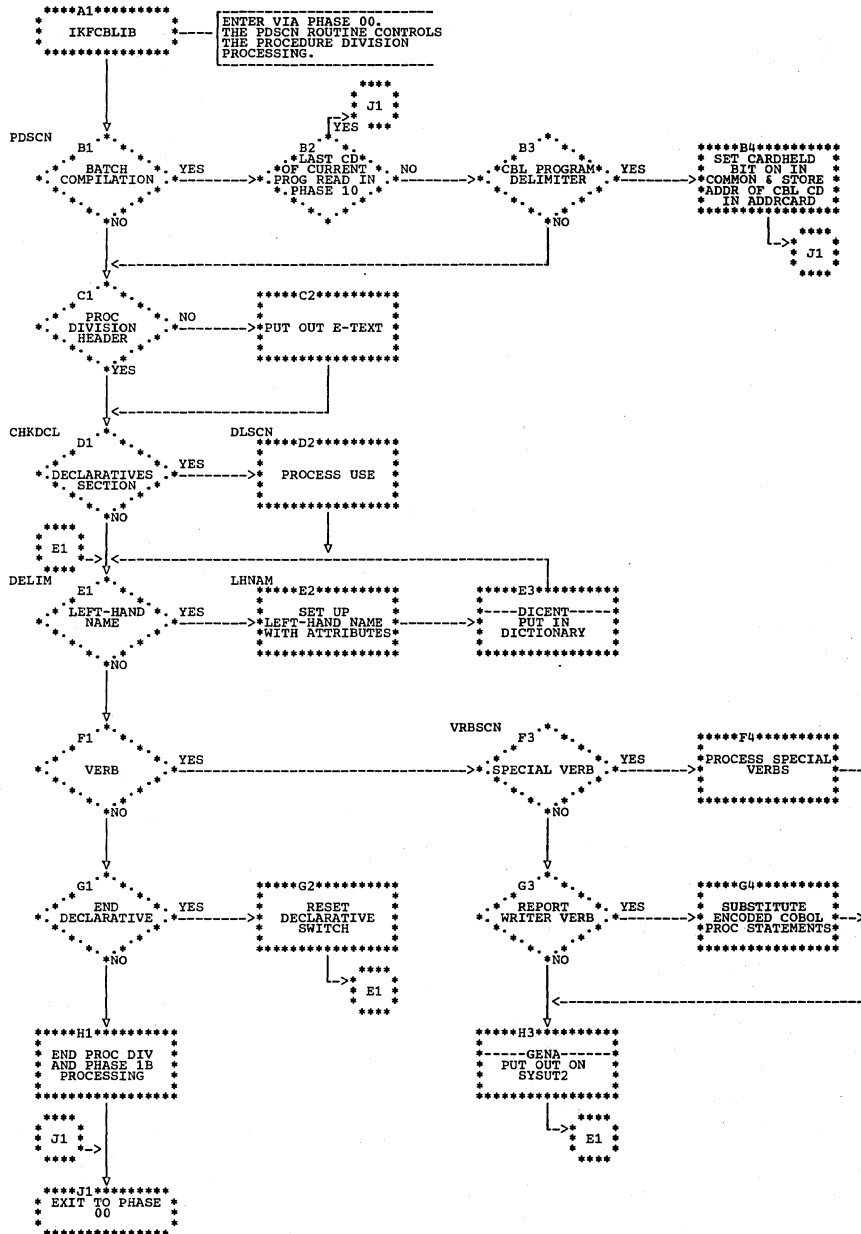 A1
IKFCBLIB
ENTER VIA PHASE 00.
THE PDSCN ROUTINE CONTROLS
THE PROCEDURE DIVISION
PROCESSING.
J1
YES
PDSCN
B1
BATCH
COMPILATION
YES
NO
B2
LAST CD
OF CURRENT
PROG READ IN
PHASE 10
NO
B3
CBL PROGRAM
DELIMITER
YES
NO
B4
SET CARDHELD
BIT ON IN
COMMON & STORE
ADDR OF CBL CD
IN ADDRCARD
J1
C1
PROC
DIVISION
HEADER
NO
YES
C2
PUT OUT E-TEXT
CHKDCL
D1
DECLARATIVES
SECTION
YES
NO
DLSCN
D2
PROCESS USE
E1
DELIM
E1
LEFT-HAND
NAME
YES
NO
LHNAM
E2
SET UP
LEFT-HAND NAME
WITH ATTRIBUTES
E3
DICENT
PUT IN
DICTIONARY
F1
VERB
YES
NO
VRBSCN
F3
SPECIAL VERB
YES
NO
F4
PROCESS SPECIAL
VERBS
G1
END
DECLARATIVE
YES
NO
G2
RESET
DECLARATIVE
SWITCH
E1
G3
REPORT
WRITER VERB
YES
NO
G4
SUBSTITUTE
ENCODED COBOL
PROC STATEMENTS
H1
END PROC DIV
AND PHASE 1B
PROCESSING
H3
GENA
PUT OUT ON
SYSUT2
E1
J1
J1
EXIT TO PHASE
00